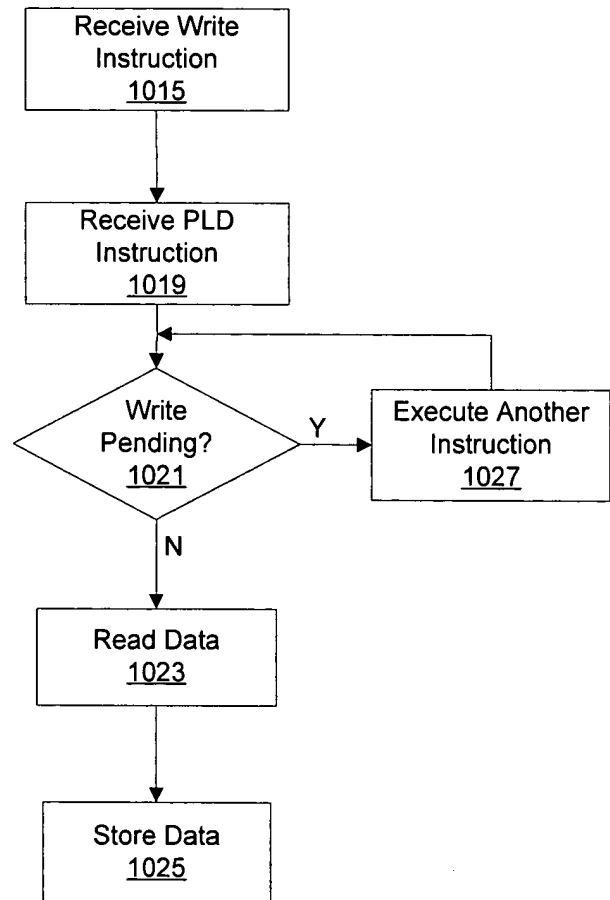 Receive Write
Instruction
1015
Receive PLD
Instruction
1019
Write
Pending?
1021
Y
Execute Another
Instruction
1027
N
Read Data
1023
Store Data
1025